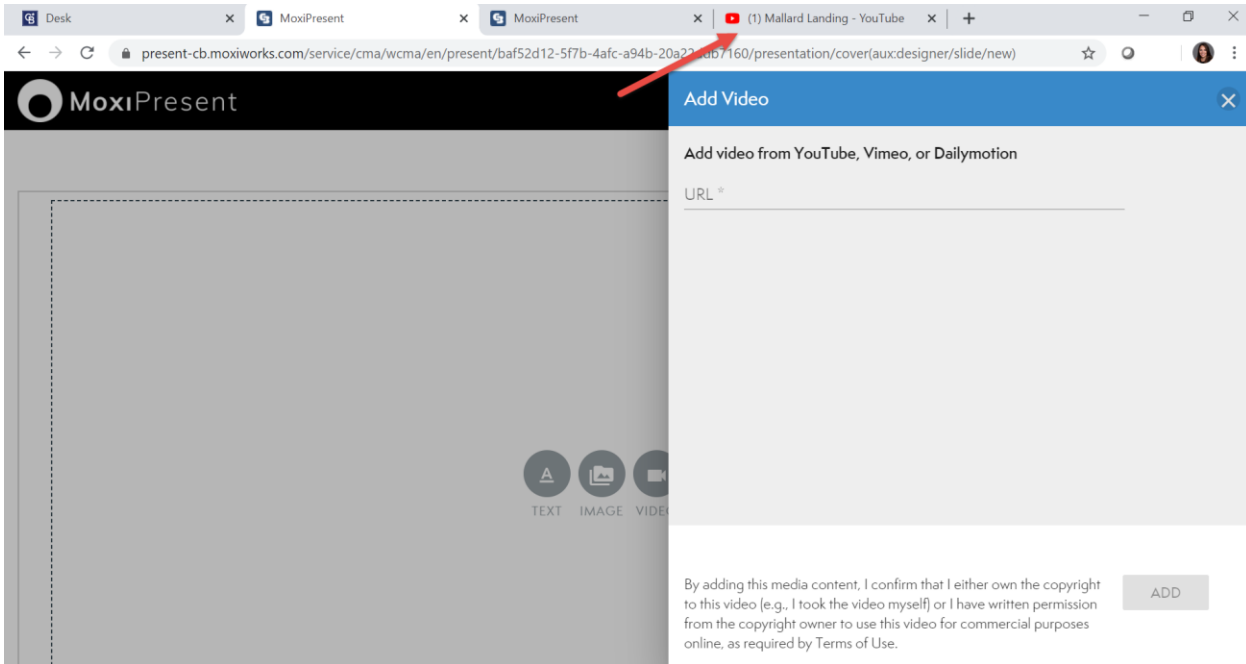 Desk
MoxiPresent
MoxiPresent
(1) Mallard Landing - YouTube
present-cb.moxiworks.com/service/cma/wcma/en/present/baf52d12-5f7b-4afc-a94b-20a22 b7160/presentation/cover(aux:designer/slide/new)
MoxiPresent
Add Video
Add video from YouTube, Vimeo, or Dailymotion
URL *
TEXT IMAGE VIDE
By adding this media content, I confirm that I either own the copyright
to this video (e.g., I took the video myself) or I have written permission
from the copyright owner to use this video for commercial purposes
online, as required by Terms of Use.
ADD